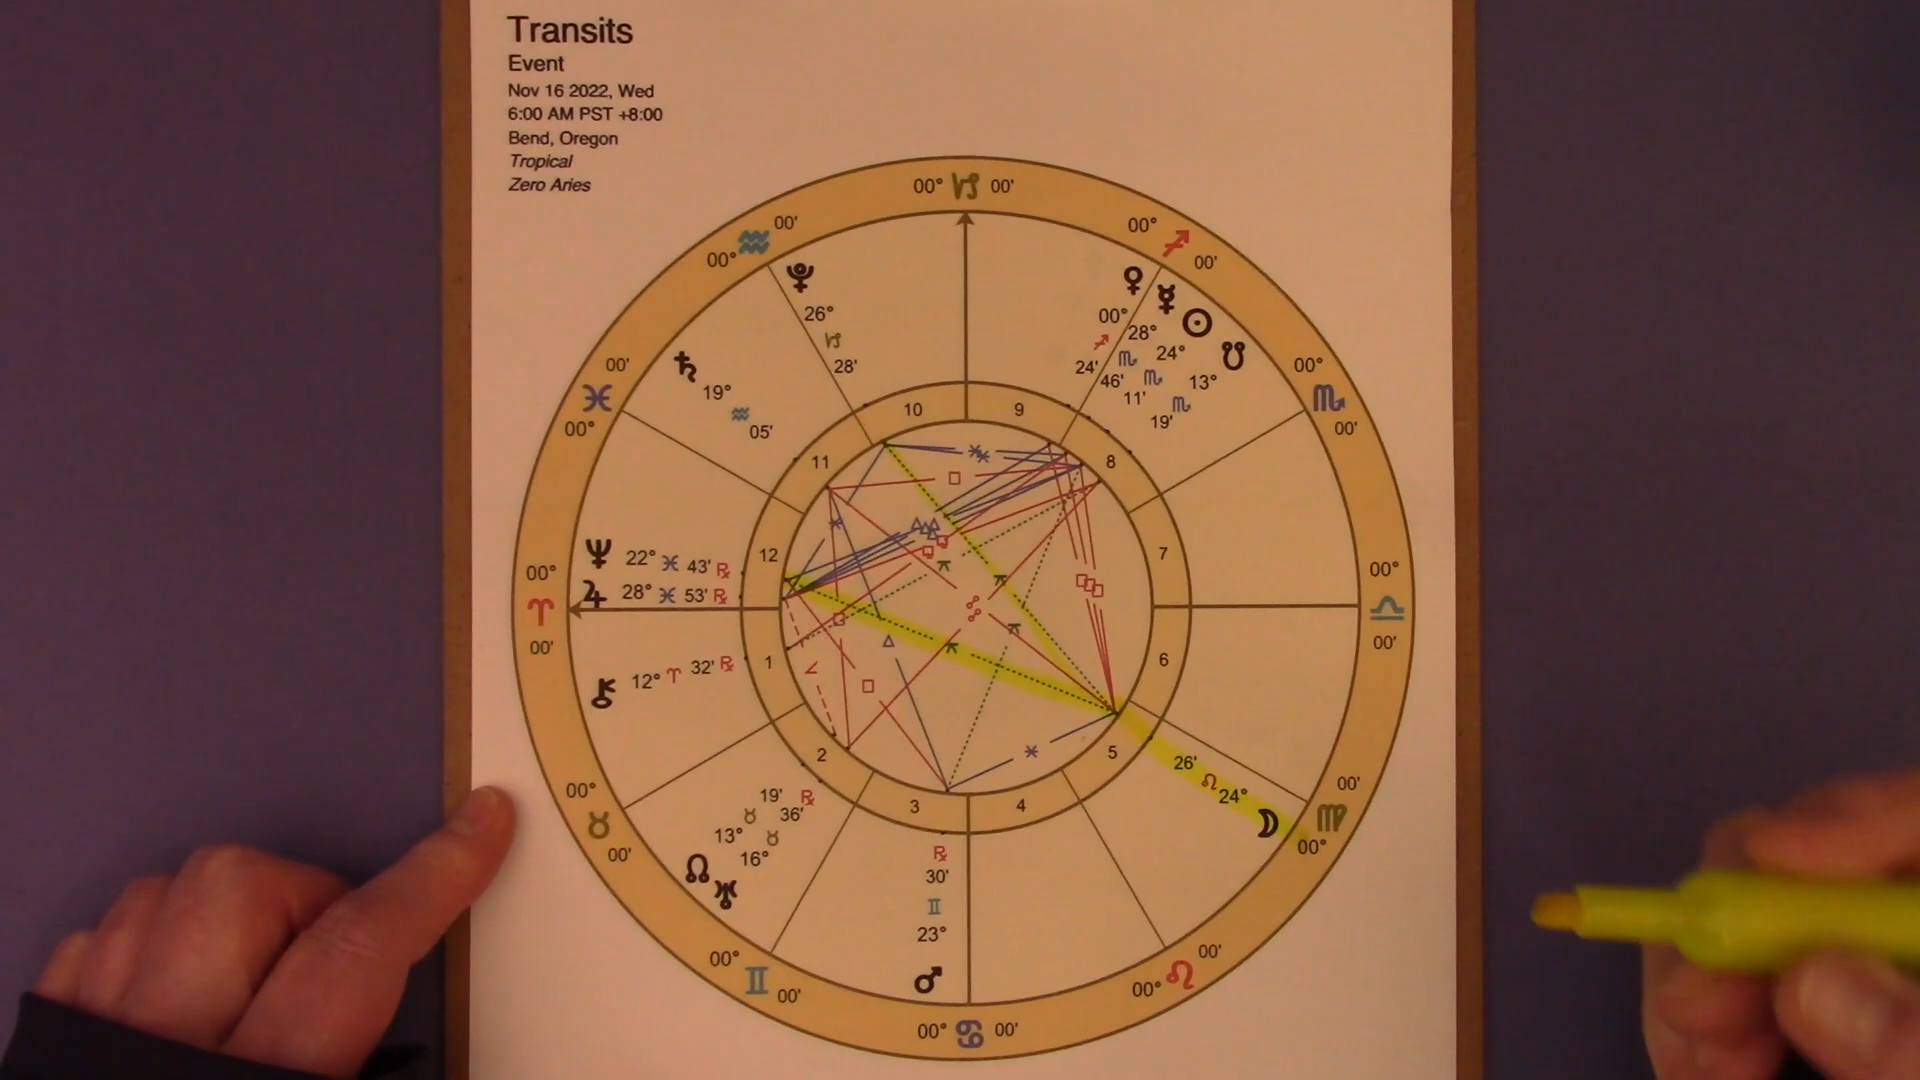 Transits
Event
Nov 16 2022, Wed
6:00 AM PST +8:00
Bend, Oregon
Tropical
Zero Aries
00° ♑ 00'
00' ♒ 00°
00° ♐ 00'
♀ 00° ♐ 24'
☿ 28° ♏ 46'
☉ 24° ♏ 11'
☋ 13° ♏ 19'
♇ 26° ♑ 28'
♄ 19° ♒ 05'
00' ♓ 00°
00° ♏ 00'
10 9
11 8
12 7
1 6
2 5
3 4
♆ 22° ♓ 43' ℞
♃ 28° ♓ 53' ℞
00° ♈ 00'
00° ♎ 00'
⚷ 12° ♈ 32' ℞
☽ 24° ♌ 26'
00° ♉ 00'
00' ♍ 00°
☊ 13° ♉ 19' ℞
♅ 16° ♉ 36'
♂ 23° ♊ 30' ℞
00° ♊ 00'
00° ♌ 00'
00° ♋ 00'